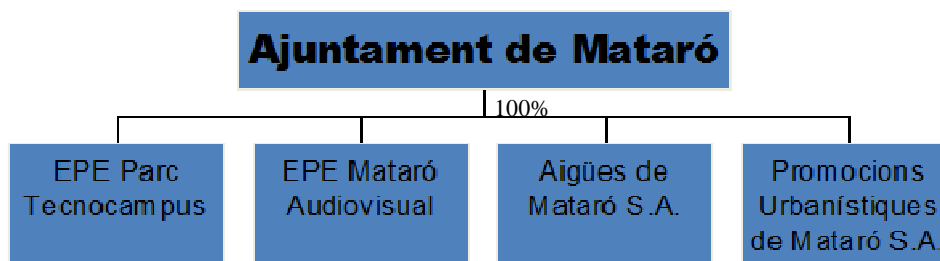 Ajuntament de Mataró
100%
EPE Parc
Tecnocampus
EPE Mataró
Audiovisual
Aigües de
Mataró S.A.
Promocions
Urbanístiques
de Mataró S.A.